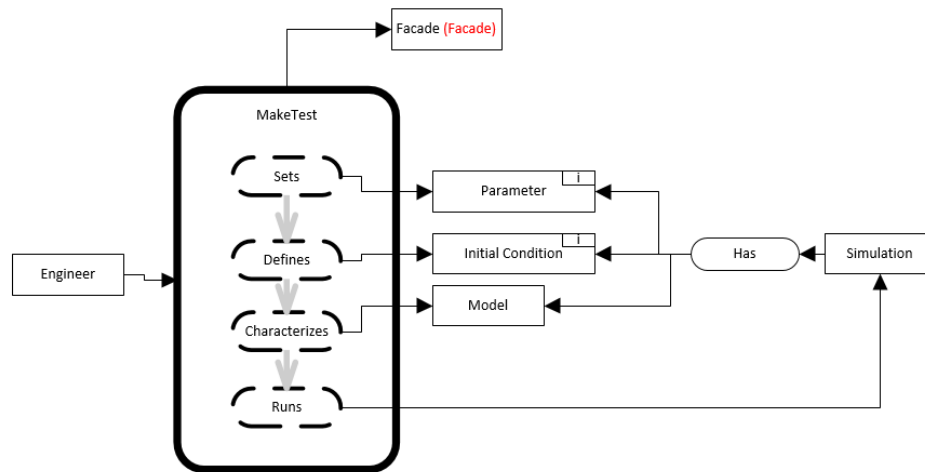 Facade (Facade)
MakeTest
Sets
i
Parameter
i
Initial Condition
Defines
Has
Simulation
Engineer
Model
Characterizes
Runs